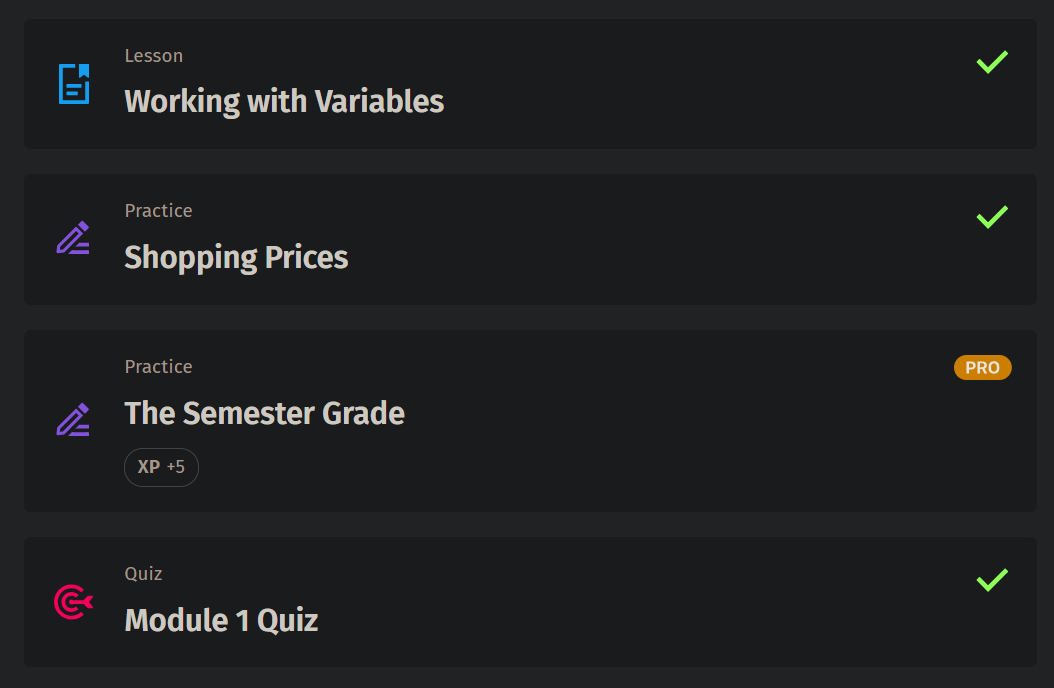 Lesson
Working with Variables
Practice
Shopping Prices
Practice
PRO
The Semester Grade
XP +5
Quiz
Module 1 Quiz